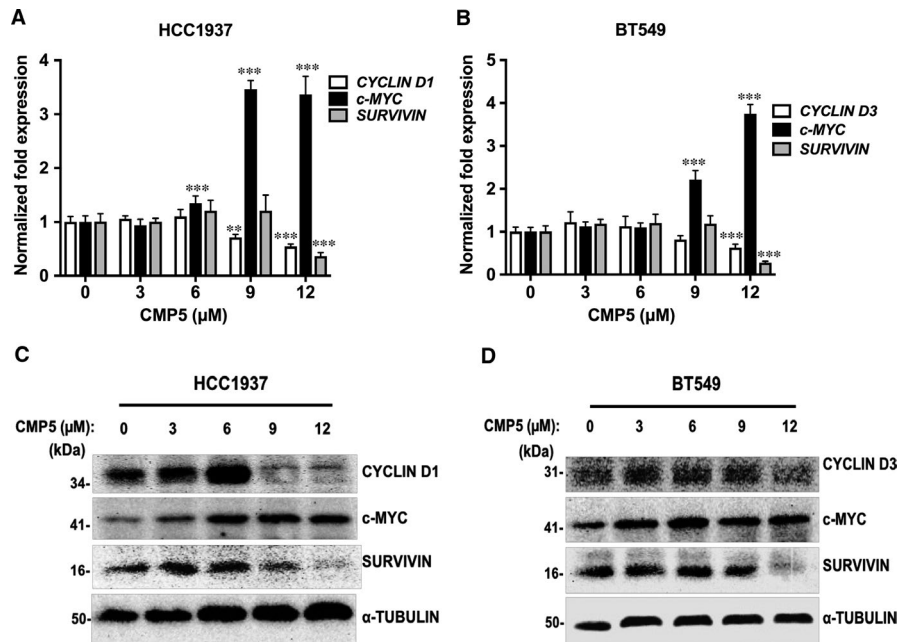 A
HCC1937
Normalized fold expression
4
3
2
1
0
***
***
***
**
***
***
CYCLIN D1
c-MYC
SURVIVIN
0 3 6 9 12
CMP5 (µM)
B
BT549
Normalized fold expression
5
4
3
2
1
0
***
***
***
***
CYCLIN D3
c-MYC
SURVIVIN
0 3 6 9 12
CMP5 (µM)
C
HCC1937
CMP5 (µM): 0 3 6 9 12
(kDa)
34- CYCLIN D1
41- c-MYC
16- SURVIVIN
50- α-TUBULIN
D
BT549
CMP5 (µM): 0 3 6 9 12
(kDa)
31- CYCLIN D3
41- c-MYC
16- SURVIVIN
50- α-TUBULIN